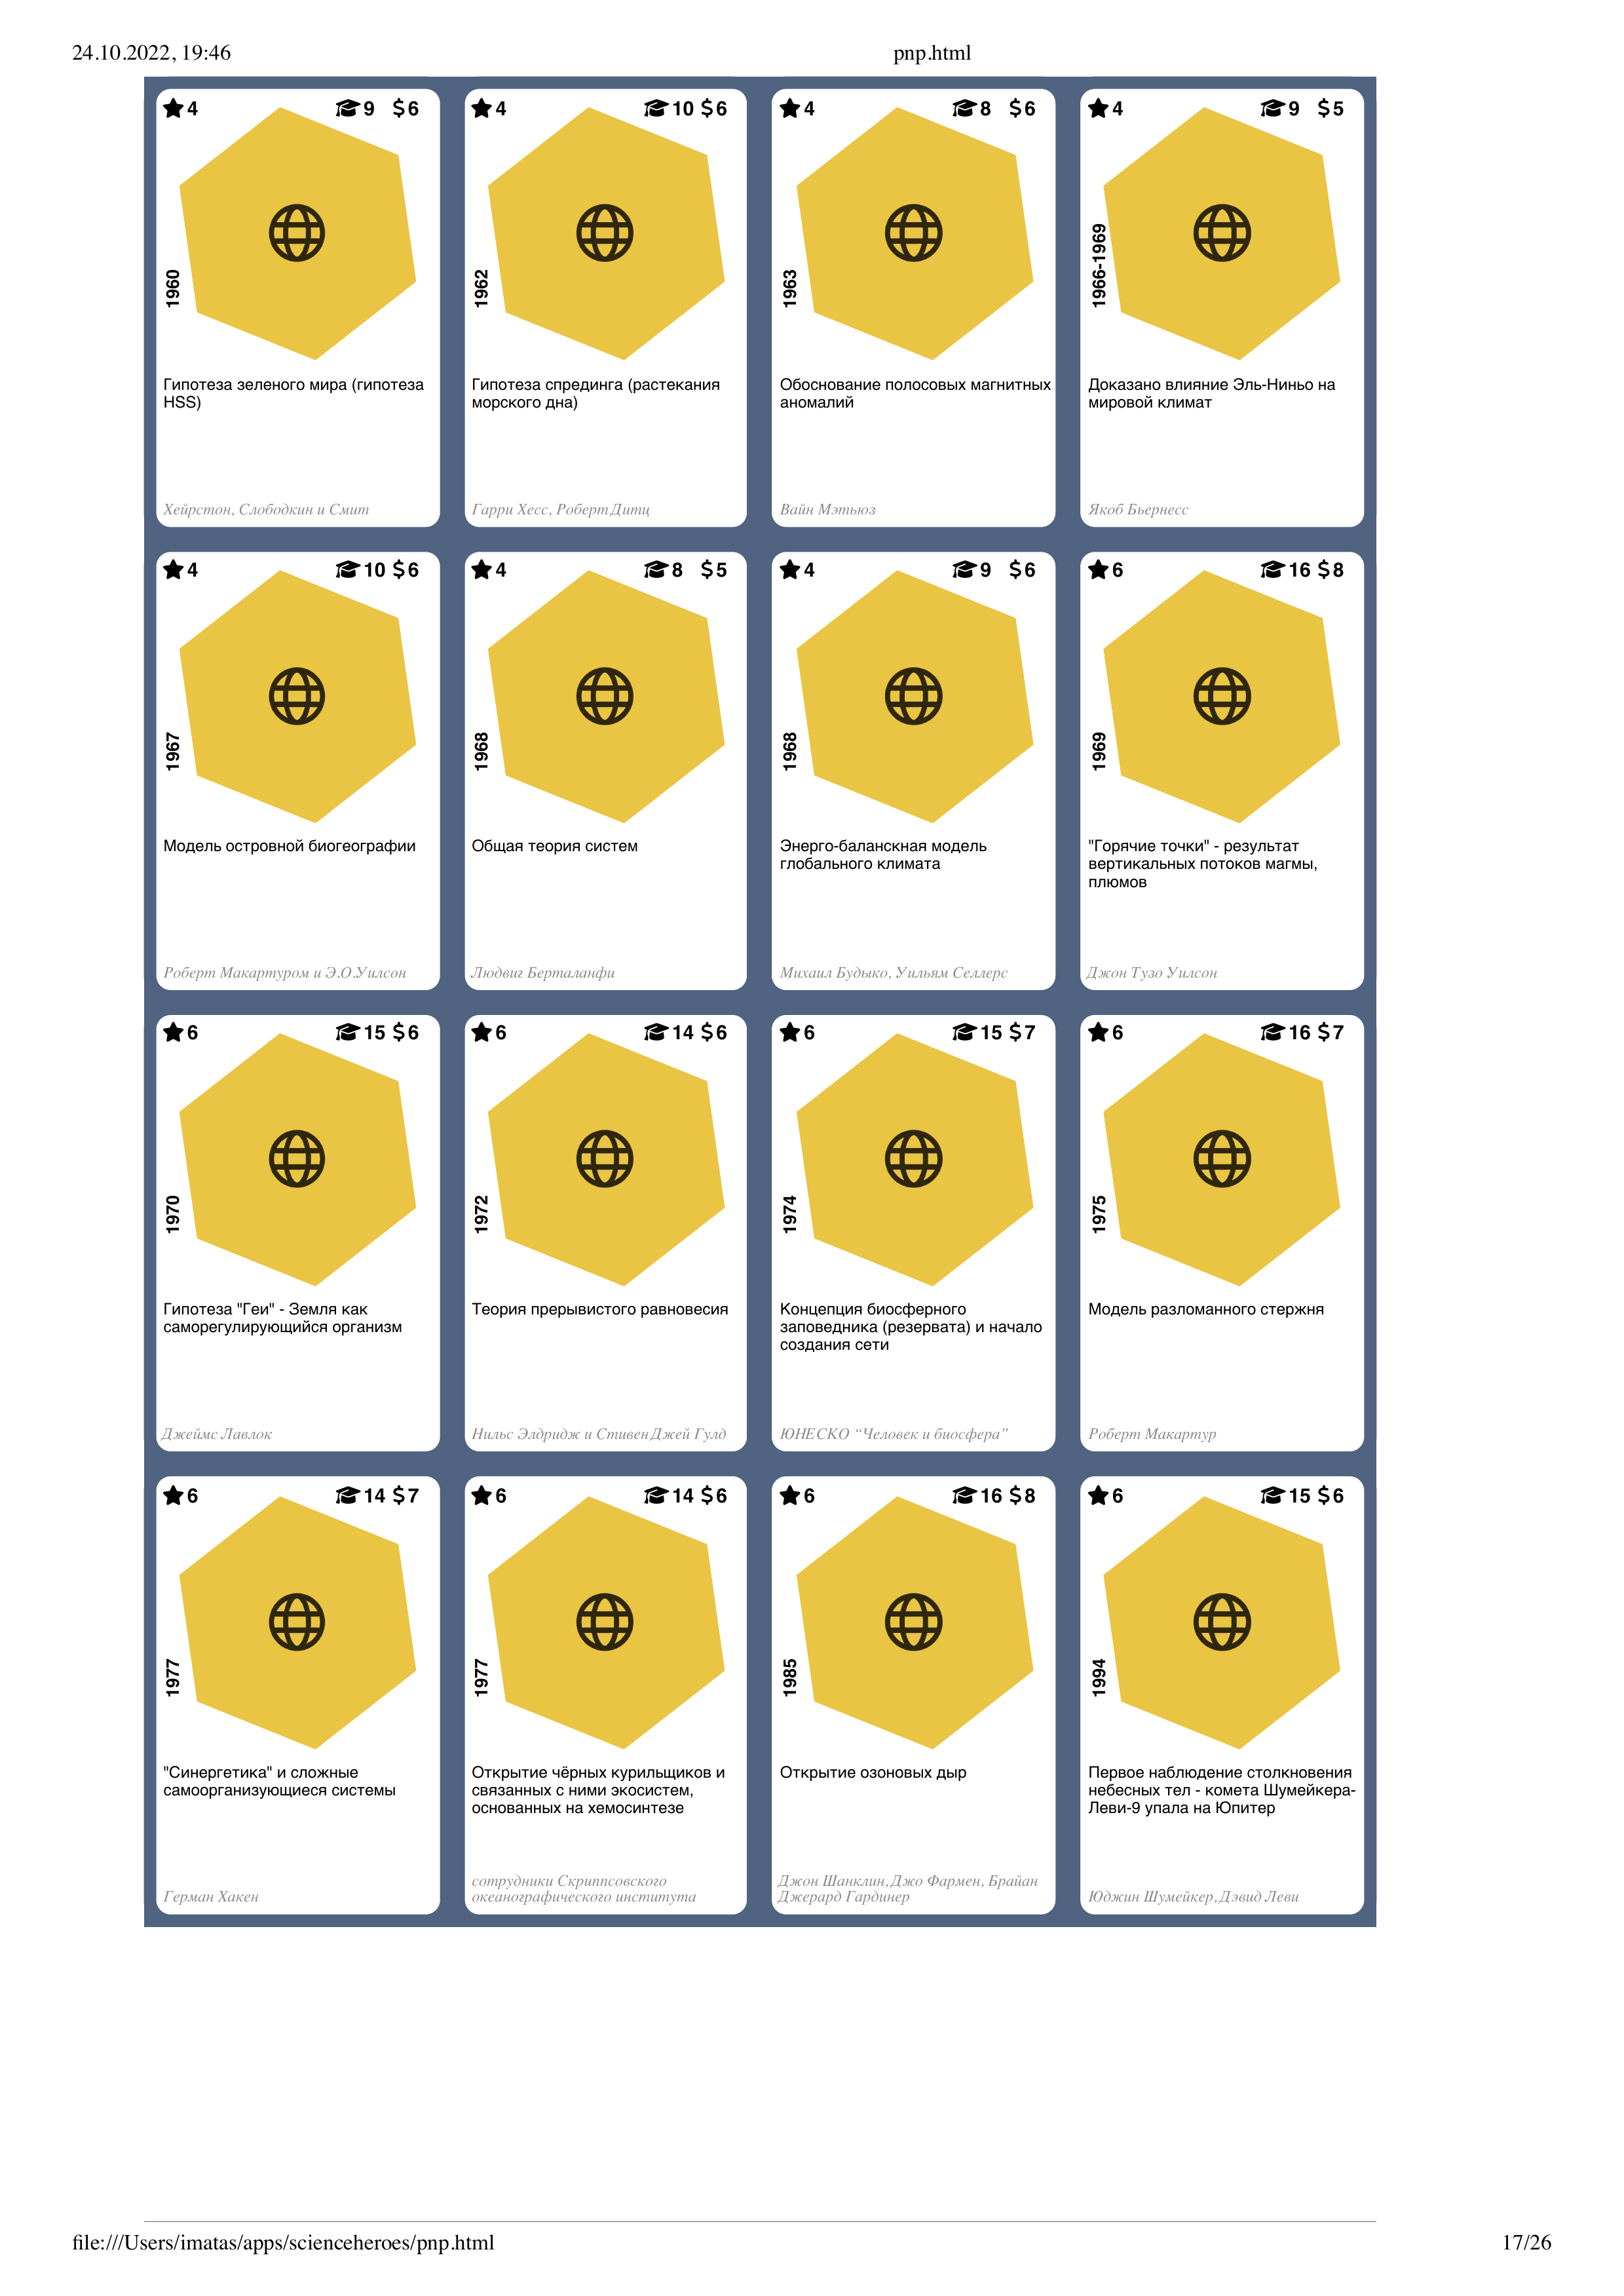 24.10.2022, 19:46 pnp.html
4 9 $6
1960
Гипотеза зеленого мира (гипотеза
HSS)
Хейрстон, Слободкин и Смит
4 10 $6
1962
Гипотеза спрединга (растекания
морского дна)
Гарри Хесс, Роберт Дитц
4 8 $6
1963
Обоснование полосовых магнитных
аномалий
Вайн Мэтьюз
4 9 $5
1966-1969
Доказано влияние Эль-Ниньо на
мировой климат
Якоб Бьернесс
4 10 $6
1967
Модель островной биогеографии
Роберт Макартуром и Э.О.Уилсон
4 8 $5
1968
Общая теория систем
Людвиг Берталанфи
4 9 $6
1968
Энерго-баланскная модель
глобального климата
Михаил Будыко, Уильям Селлерс
6 16 $8
1969
"Горячие точки" - результат
вертикальных потоков магмы,
плюмов
Джон Тузо Уилсон
6 15 $6
1970
Гипотеза "Геи" - Земля как
саморегулирующийся организм
Джеймс Лавлок
6 14 $6
1972
Теория прерывистого равновесия
Нильс Элдридж и Стивен Джей Гулд
6 15 $7
1974
Концепция биосферного
заповедника (резервата) и начало
создания сети
ЮНЕСКО “Человек и биосфера”
6 16 $7
1975
Модель разломанного стержня
Роберт Макартур
6 14 $7
1977
"Синергетика" и сложные
самоорганизующиеся системы
Герман Хакен
6 14 $6
1977
Открытие чёрных курильщиков и
связанных с ними экосистем,
основанных на хемосинтезе
сотрудники Скриппсовского
океанографического института
6 16 $8
1985
Открытие озоновых дыр
Джон Шанклин, Джо Фармен, Брайан
Джерард Гардинер
6 15 $6
1994
Первое наблюдение столкновения
небесных тел - комета Шумейкера-
Леви-9 упала на Юпитер
Юджин Шумейкер, Дэвид Леви
file:///Users/imatas/apps/scienceheroes/pnp.html 17/26